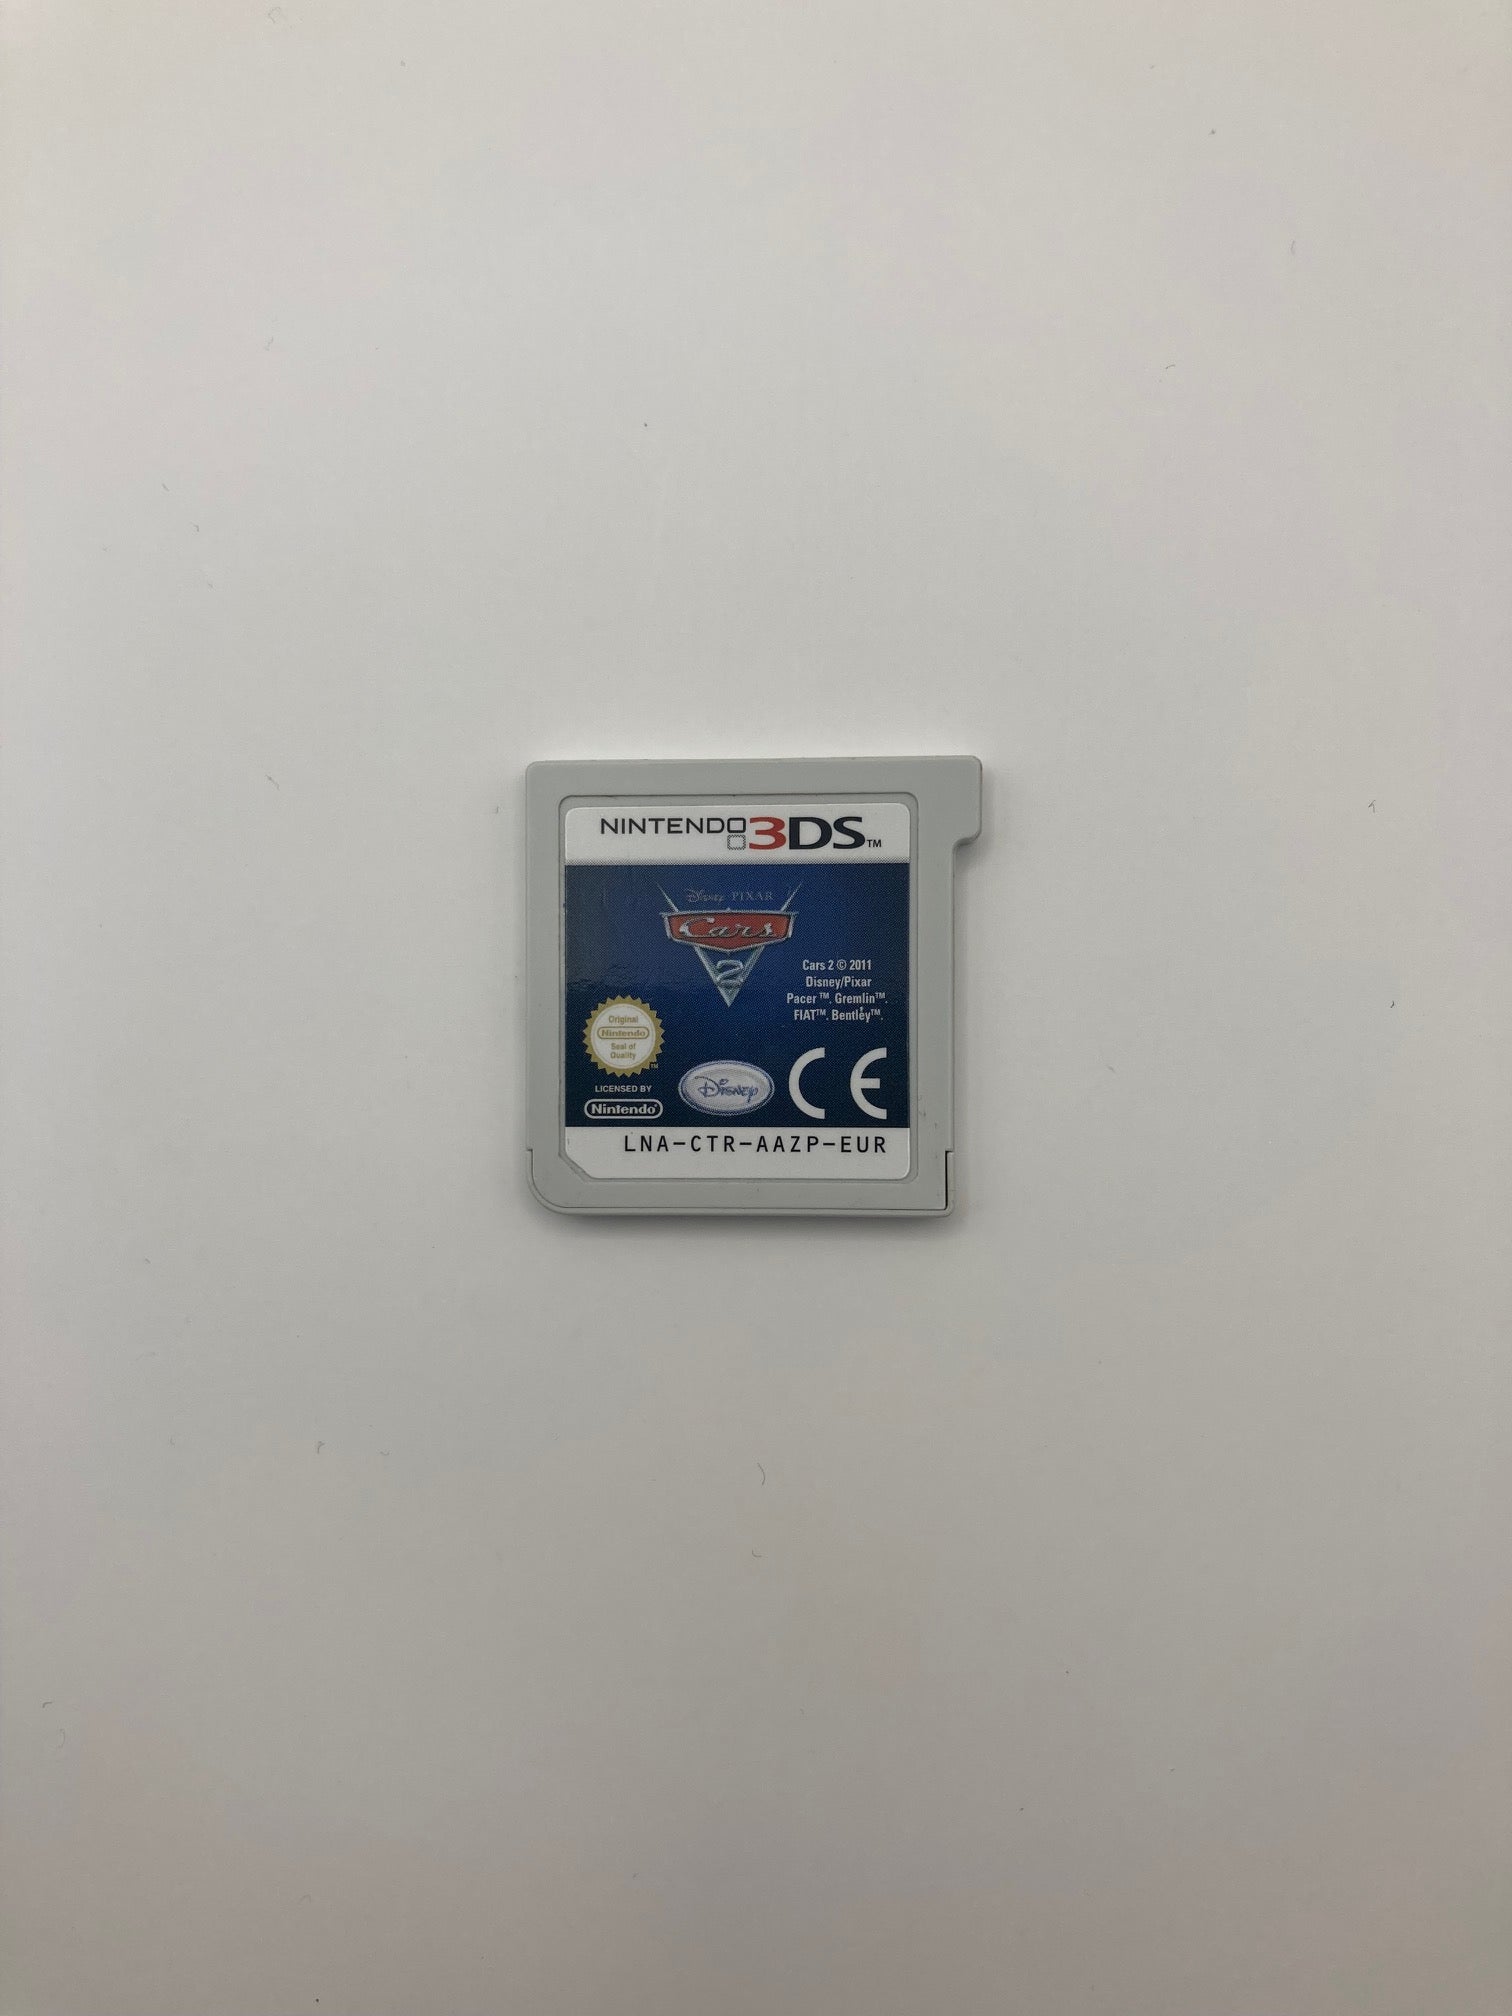 NINTENDO 3DS™
Disney PIXAR
Cars
2
Cars 2 © 2011
Disney/Pixar
Pacer™. Gremlin™.
FIAT™. Bentley™.
Original
Nintendo
Seal of
Quality
TM
LICENSED BY
Nintendo®
Disney
CE
LNA-CTR-AAZP-EUR